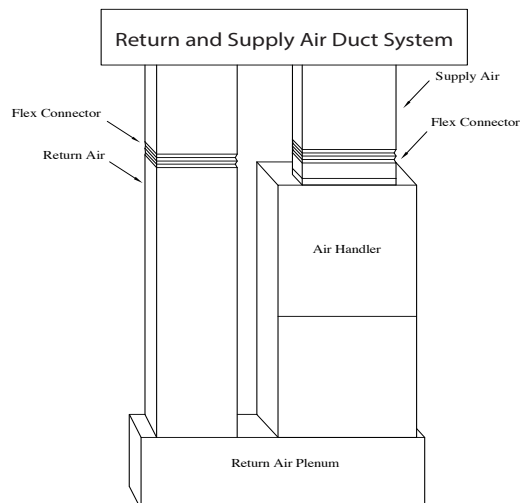 Return and Supply Air Duct System
Supply Air
Flex Connector
Flex Connector
Return Air
Air Handler
Return Air Plenum